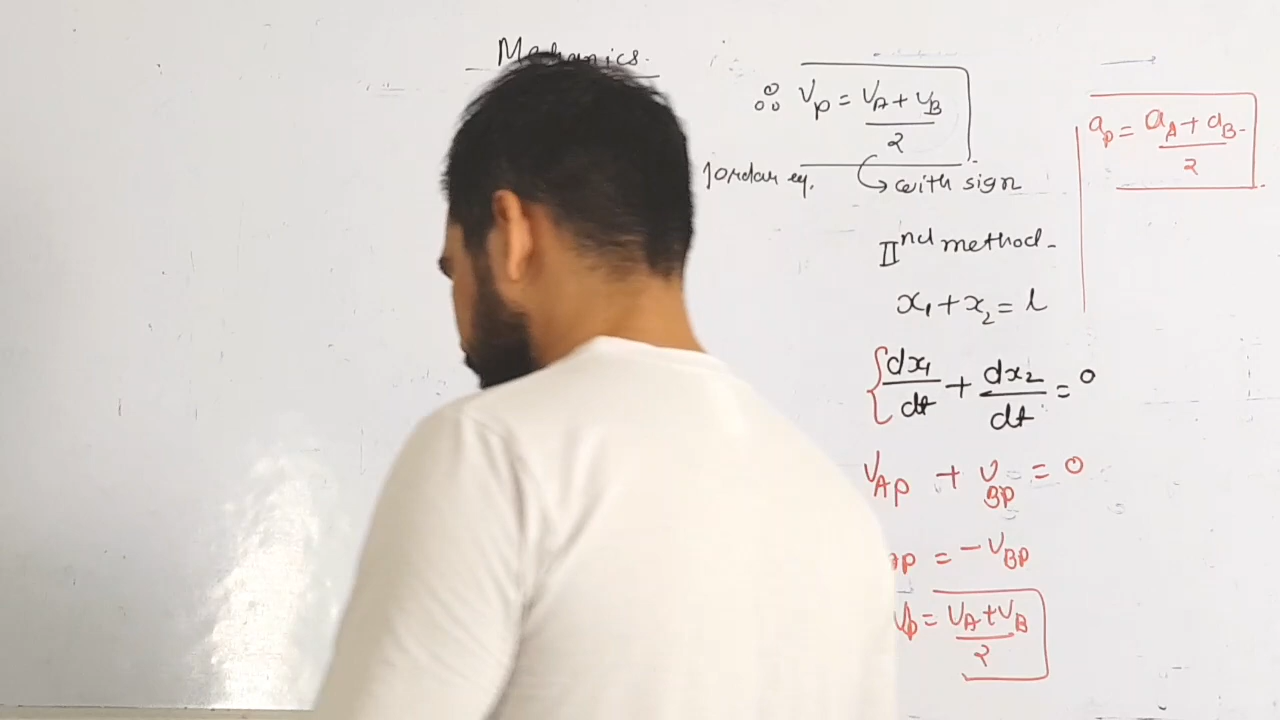 Mechanics.
∴ Vp = (VA + VB)/2
Jordar eq. ↳ with sign
ap = (aA + aB)/2
IInd method -
x₁ + x₂ = l
{dx₁/dt + dx₂/dt = 0
VAp + VBp = 0
Ap = - VBp
Vp = (VA + VB)/2